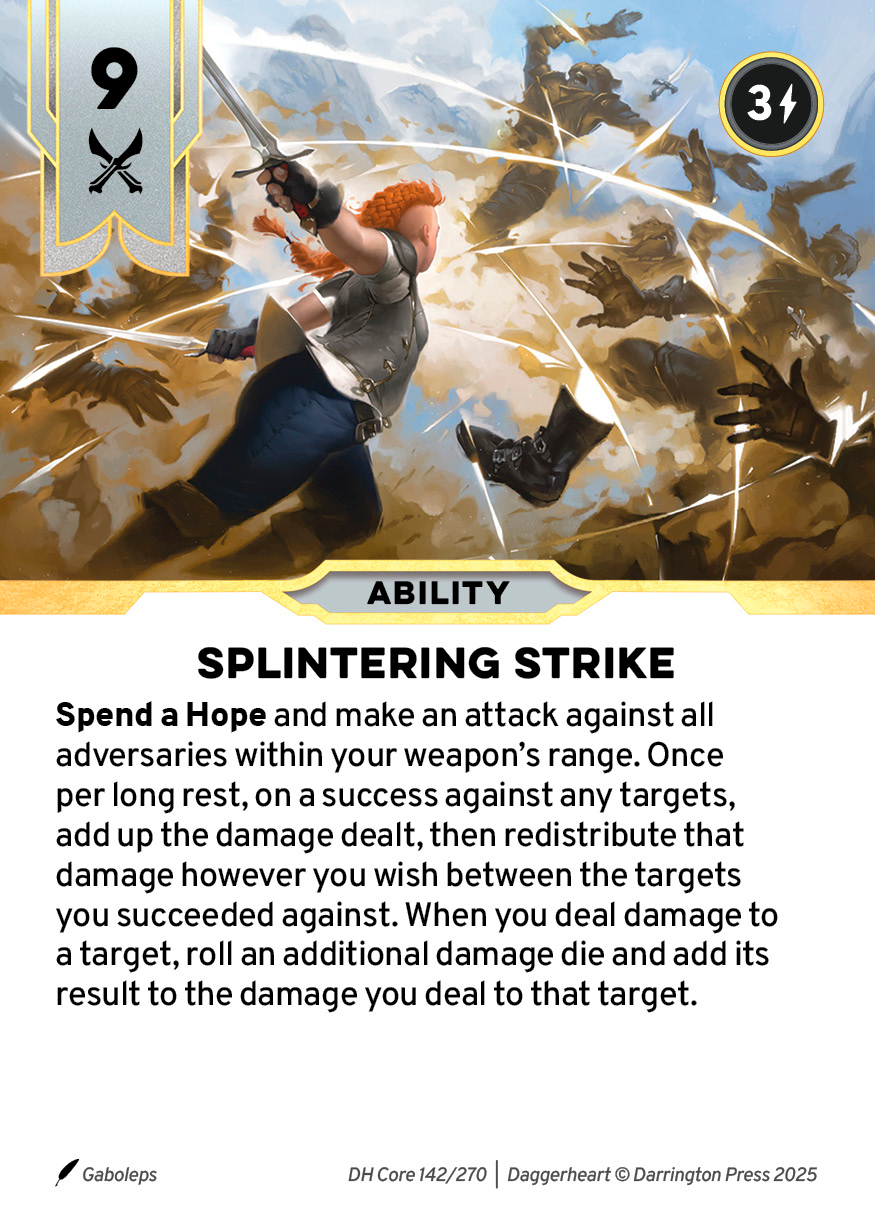 9
3
ABILITY
SPLINTERING STRIKE
Spend a Hope and make an attack against all
adversaries within your weapon’s range. Once
per long rest, on a success against any targets,
add up the damage dealt, then redistribute that
damage however you wish between the targets
you succeeded against. When you deal damage to
a target, roll an additional damage die and add its
result to the damage you deal to that target.
Gaboleps
DH Core 142/270 | Daggerheart © Darrington Press 2025